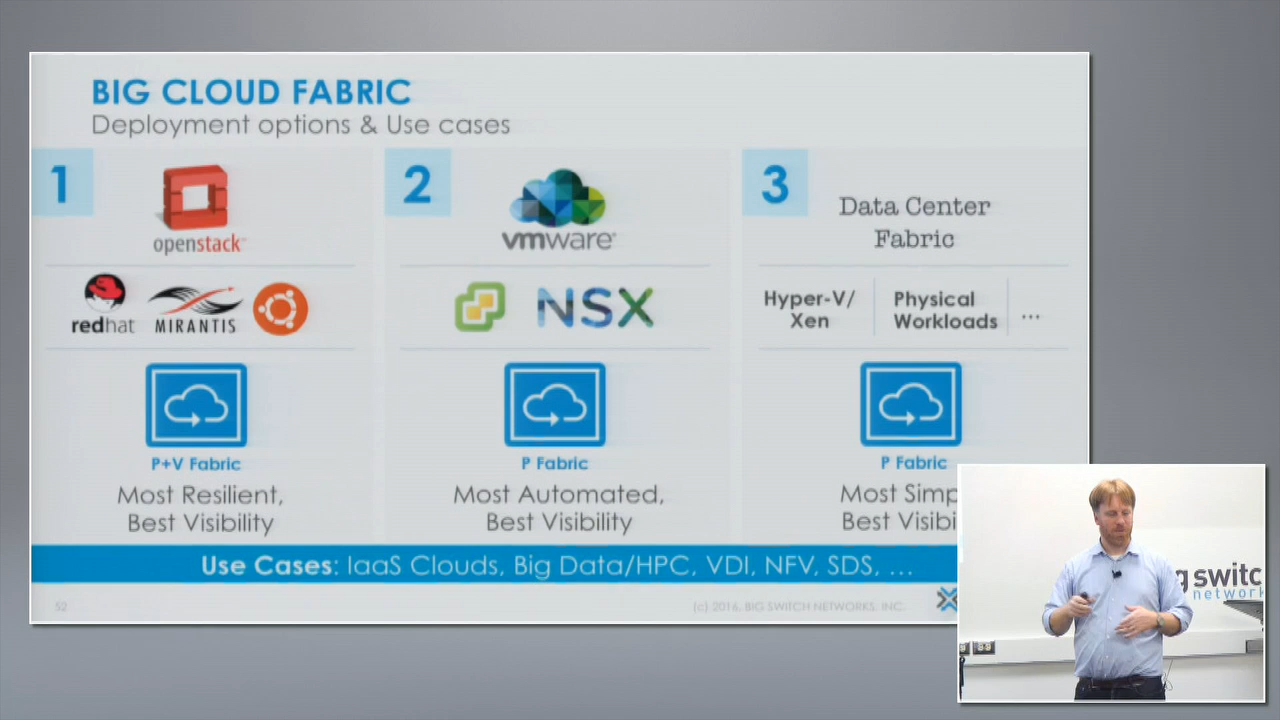 BIG CLOUD FABRIC
Deployment options & Use cases
1
openstack
redhat
MIRANTIS
P+V Fabric
Most Resilient,
Best Visibility
2
vmware
NSX
P Fabric
Most Automated,
Best Visibility
3
Data Center
Fabric
Hyper-V/
Xen
Physical
Workloads
...
P Fabric
Most Simp
Best Visibi
Use Cases: IaaS Clouds, Big Data/HPC, VDI, NFV, SDS, ...
52
(c) 2016, BIG SWITCH NETWORKS, INC.
g switc
network